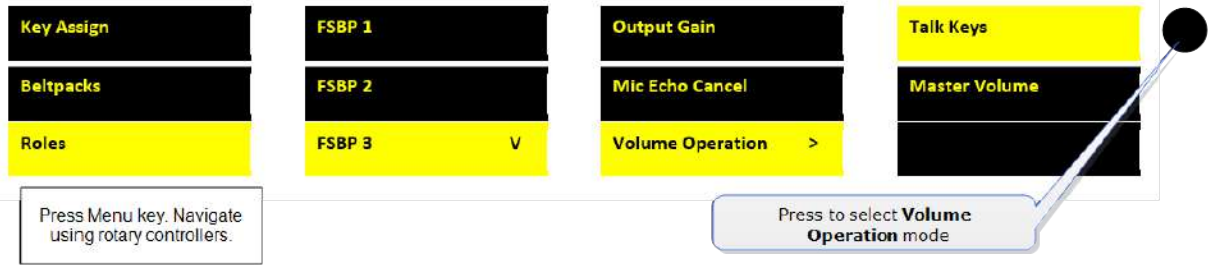 Key Assign
Beltpacks
Roles
FSBP 1
FSBP 2
FSBP 3 V
Output Gain
Mic Echo Cancel
Volume Operation >
Talk Keys
Master Volume
Press Menu key. Navigate
using rotary controllers.
Press to select Volume
Operation mode